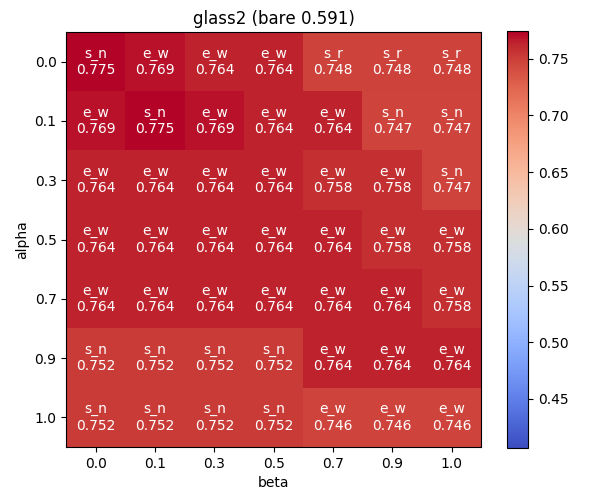 glass2 (bare 0.591)
s_n e_w e_w e_w s_r s_r s_r
0.0 0.775 0.769 0.764 0.764 0.748 0.748 0.748
e_w s_n e_w e_w e_w s_n s_n
0.1 0.769 0.775 0.769 0.764 0.764 0.747 0.747
e_w e_w e_w e_w e_w e_w s_n
0.3 0.764 0.764 0.764 0.764 0.758 0.758 0.747
e_w e_w e_w e_w e_w e_w e_w
0.5 0.764 0.764 0.764 0.764 0.764 0.758 0.758
e_w e_w e_w e_w e_w e_w e_w
0.7 0.764 0.764 0.764 0.764 0.764 0.764 0.758
s_n s_n s_n s_n e_w e_w e_w
0.9 0.752 0.752 0.752 0.752 0.764 0.764 0.764
s_n s_n s_n s_n e_w e_w e_w
1.0 0.752 0.752 0.752 0.752 0.746 0.746 0.746
0.0 0.1 0.3 0.5 0.7 0.9 1.0
beta
alpha
0.75
0.70
0.65
0.60
0.55
0.50
0.45